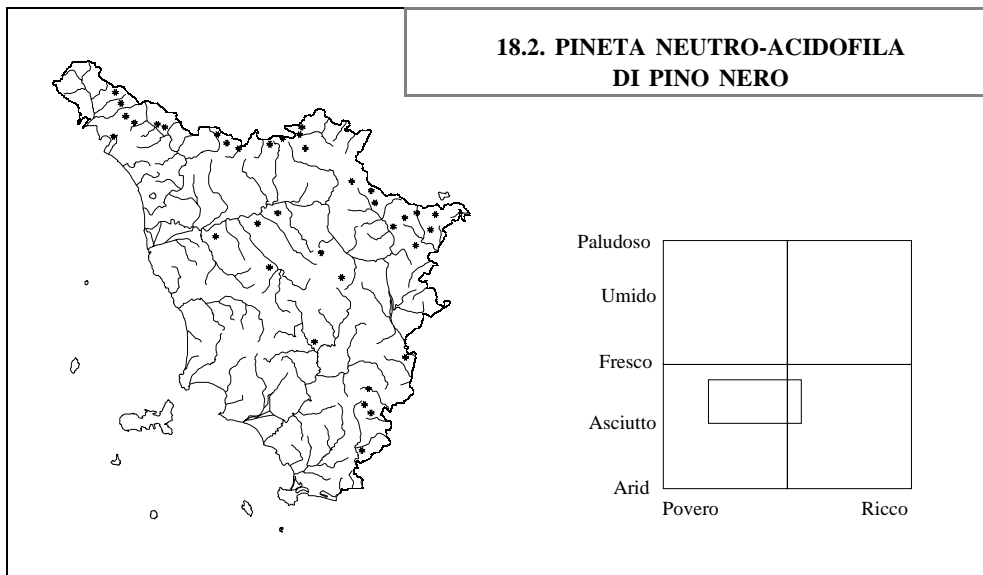 18.2. PINETA NEUTRO-ACIDOFILA
DI PINO NERO
Paludoso
Umido
Fresco
Asciutto
Arid
Povero Ricco